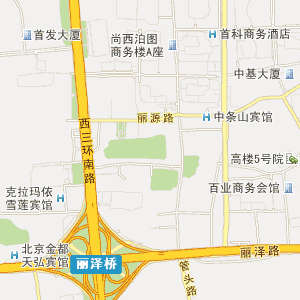 首发大厦
尚西泊图
商务楼A座
首科商务酒店
中基大厦
丽源路
中条山宾馆
西三环南路
高楼5号院
克拉玛依
雪莲宾馆
百业商务会馆
北京金都
天弘宾馆
丽泽桥
丽泽路
管头路